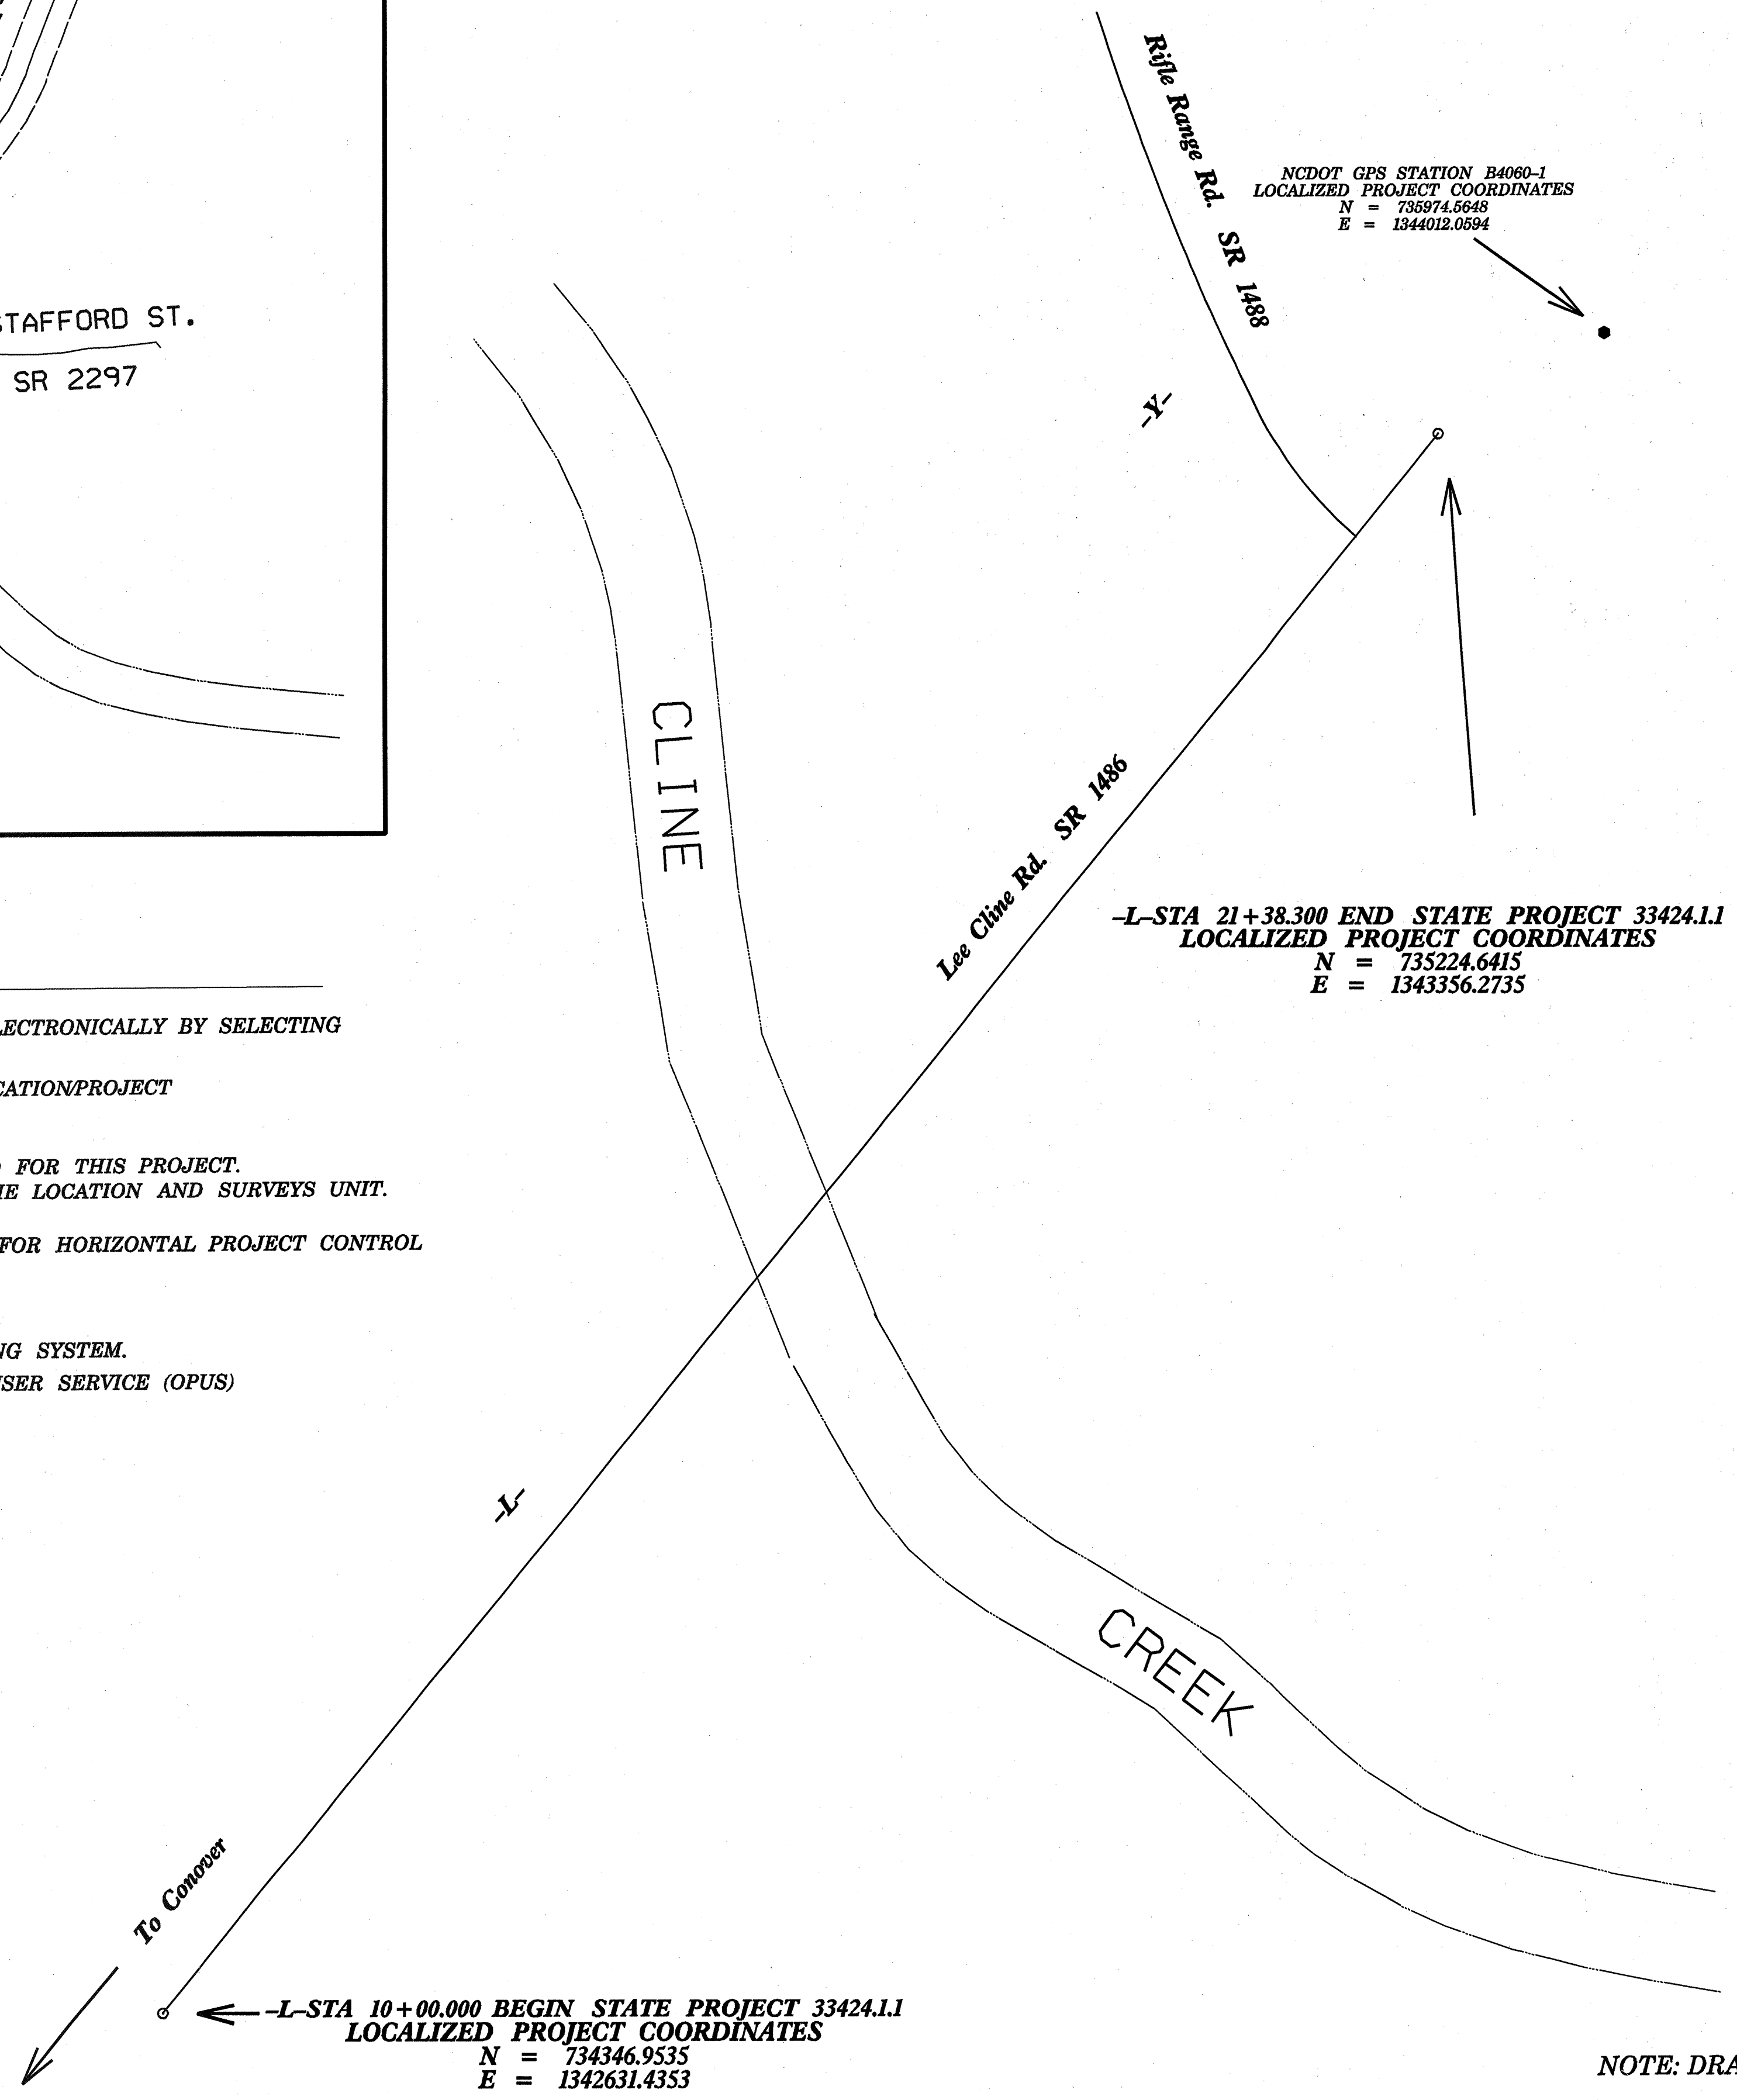 Rifle Range Rd. SR 1488
NCDOT GPS STATION B4060-1
LOCALIZED PROJECT COORDINATES
N = 735974.5648
E = 1344012.0594
STAFFORD ST.
SR 2297
-Y-
CLINE
Lee Cline Rd. SR 1486
-L-STA 21+38.300 END STATE PROJECT 33424.1.1
LOCALIZED PROJECT COORDINATES
N = 735224.6415
E = 1343356.2735
LECTRONICALLY BY SELECTING
CATION/PROJECT
FOR THIS PROJECT.
LOCATION AND SURVEYS UNIT.
FOR HORIZONTAL PROJECT CONTROL
NG SYSTEM.
SER SERVICE (OPUS)
-L-
CREEK
To Conover
-L-STA 10+00.000 BEGIN STATE PROJECT 33424.1.1
LOCALIZED PROJECT COORDINATES
N = 734346.9535
E = 1342631.4353
NOTE: DRA